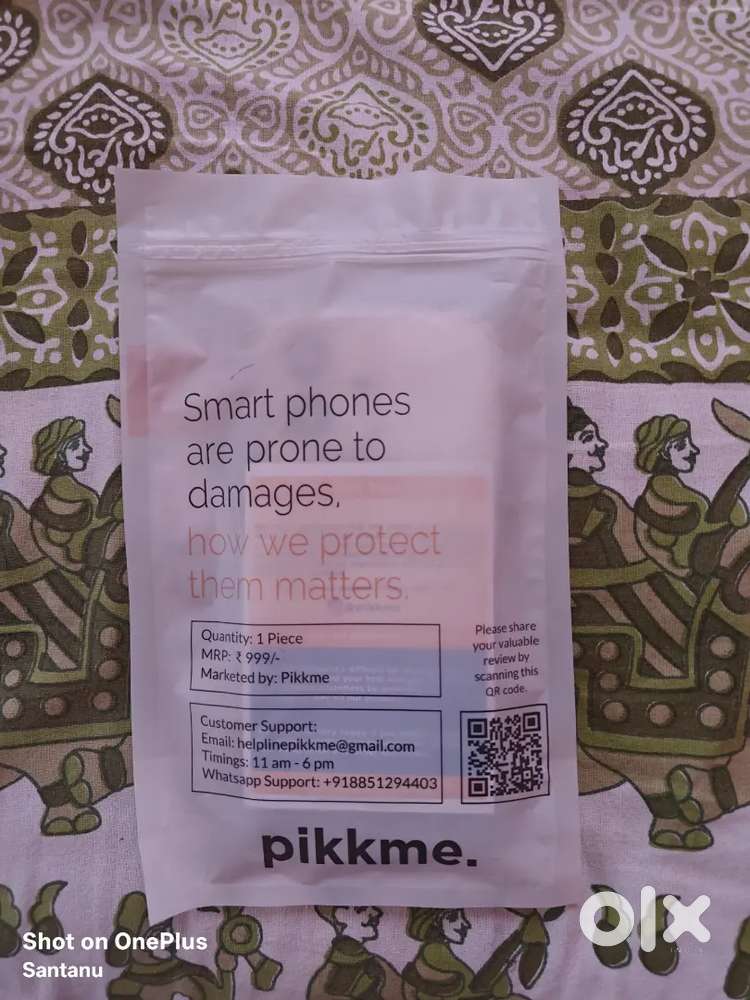 Smart phones
are prone to
damages,
how we protect
them matters.
Quantity: 1 Piece
MRP: ₹ 999/-
Marketed by: Pikkme
Please share
your valuable
review by
scanning this
QR code.
Customer Support:
Email: helplinepikkme@gmail.com
Timings: 11 am - 6 pm
Whatsapp Support: +918851294403
pikkme.
olx
Shot on OnePlus
Santanu